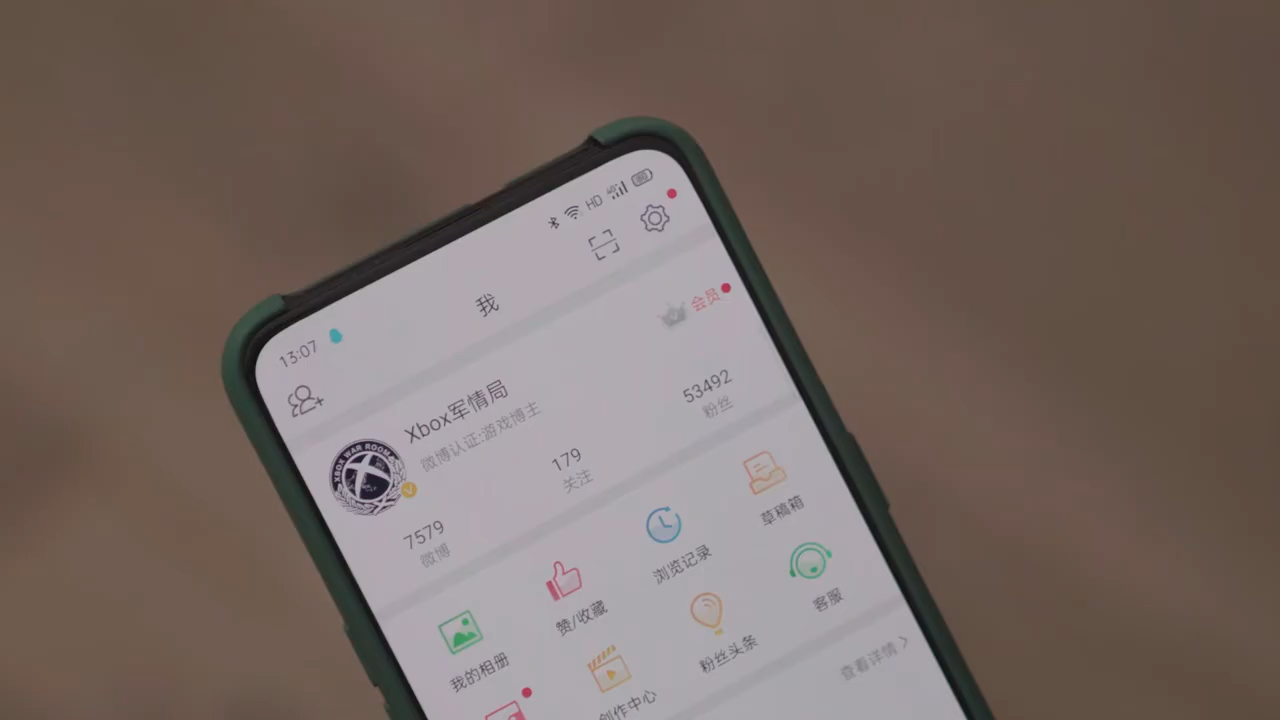 13:07
HD
我
会员
Xbox军情局
微博认证:游戏博主
XBOX WAR ROOM
7579
微博
179
关注
53492
粉丝
我的相册
赞/收藏
浏览记录
草稿箱
创作中心
粉丝头条
客服
查看详情